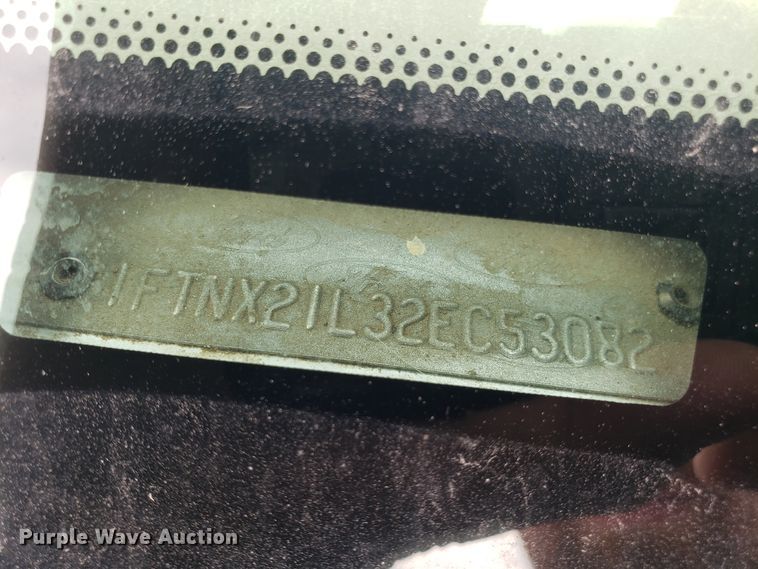 1FTNX21L32EC53082
Purple Wave Auction